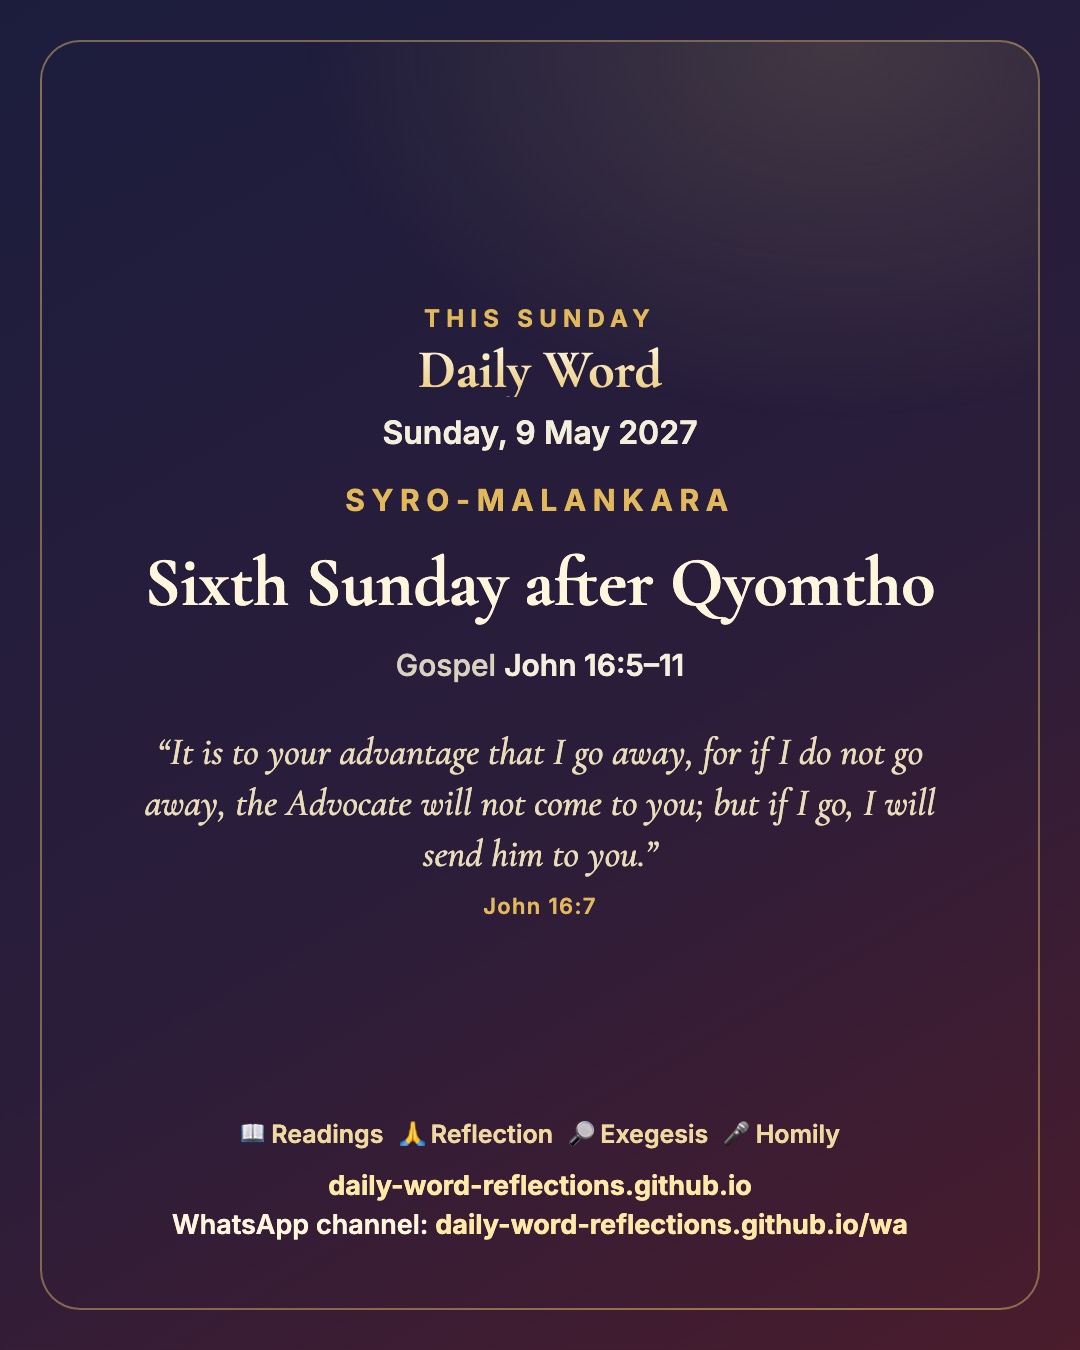 THIS SUNDAY
Daily Word
Sunday, 9 May 2027
SYRO-MALANKARA
Sixth Sunday after Qyomtho
Gospel John 16:5–11
“It is to your advantage that I go away, for if I do not go
away, the Advocate will not come to you; but if I go, I will
send him to you.”
John 16:7
📖 Readings 🙏 Reflection 🔎 Exegesis 🎤 Homily
daily-word-reflections.github.io
WhatsApp channel: daily-word-reflections.github.io/wa